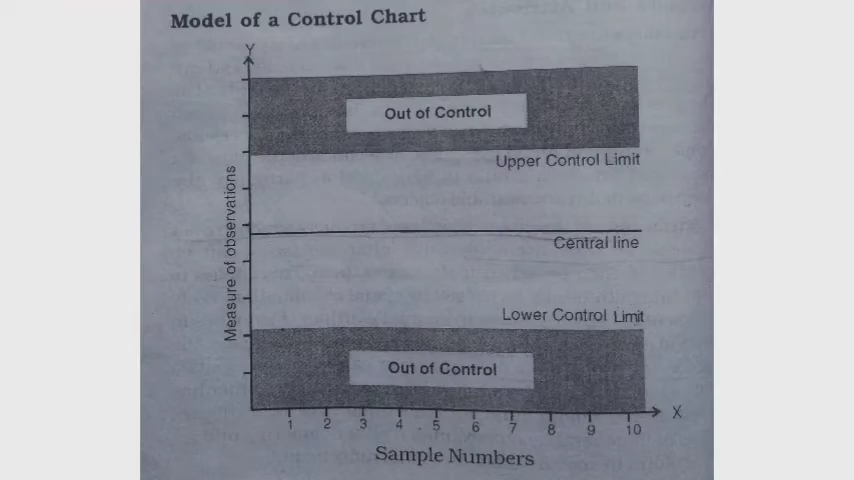 Model of a Control Chart
Y
Out of Control
Upper Control Limit
Measure of observations
Central line
Lower Control Limit
Out of Control
X
1 2 3 4 5 6 7 8 9 10
Sample Numbers